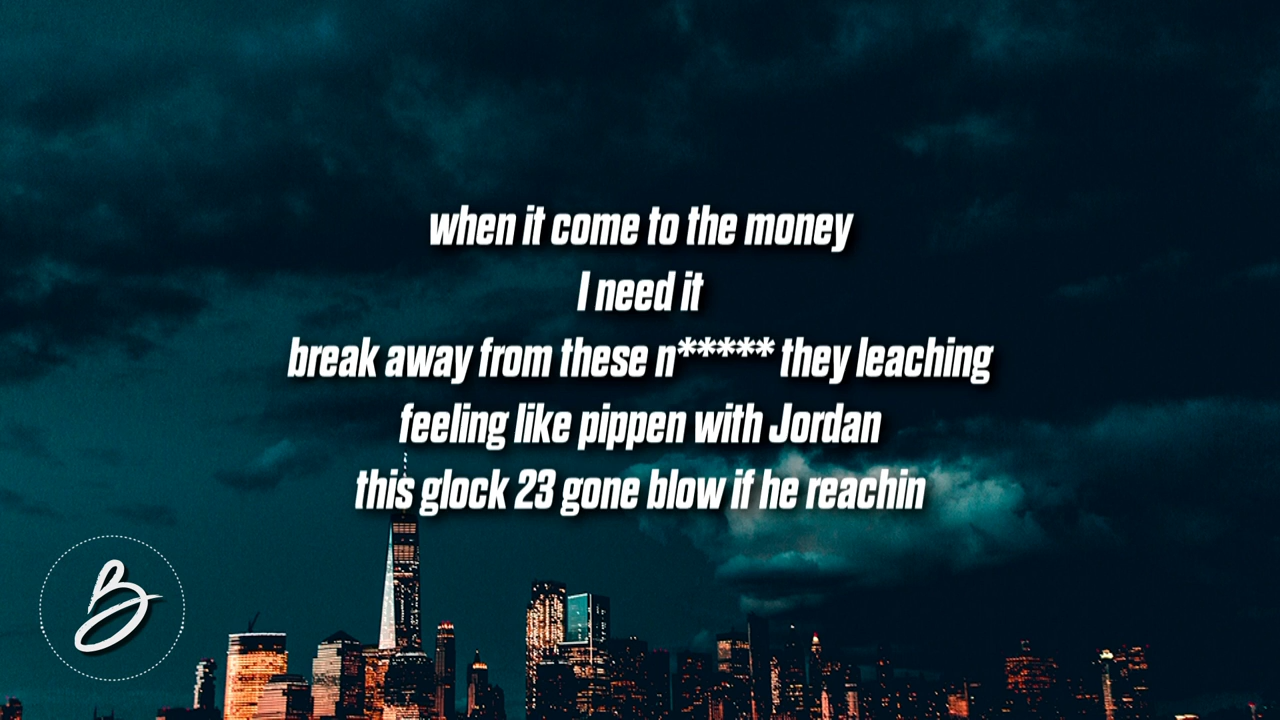 when it come to the money
I need it
break away from these n***** they leaching
feeling like pippen with Jordan
this glock 23 gone blow if he reachin
B